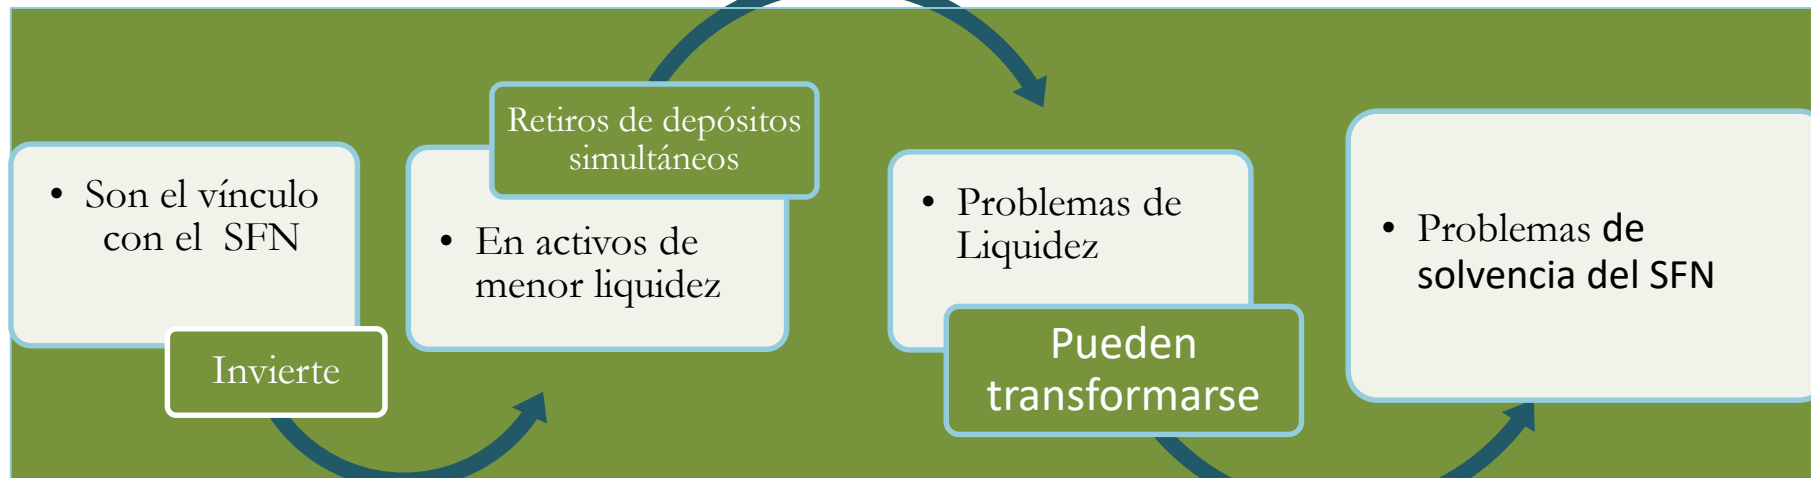 • Son el vínculo
con el SFN
Invierte
Retiros de depósitos
simultáneos
• En activos de
menor liquidez
• Problemas de
Liquidez
Pueden
transformarse
• Problemas de
solvencia del SFN